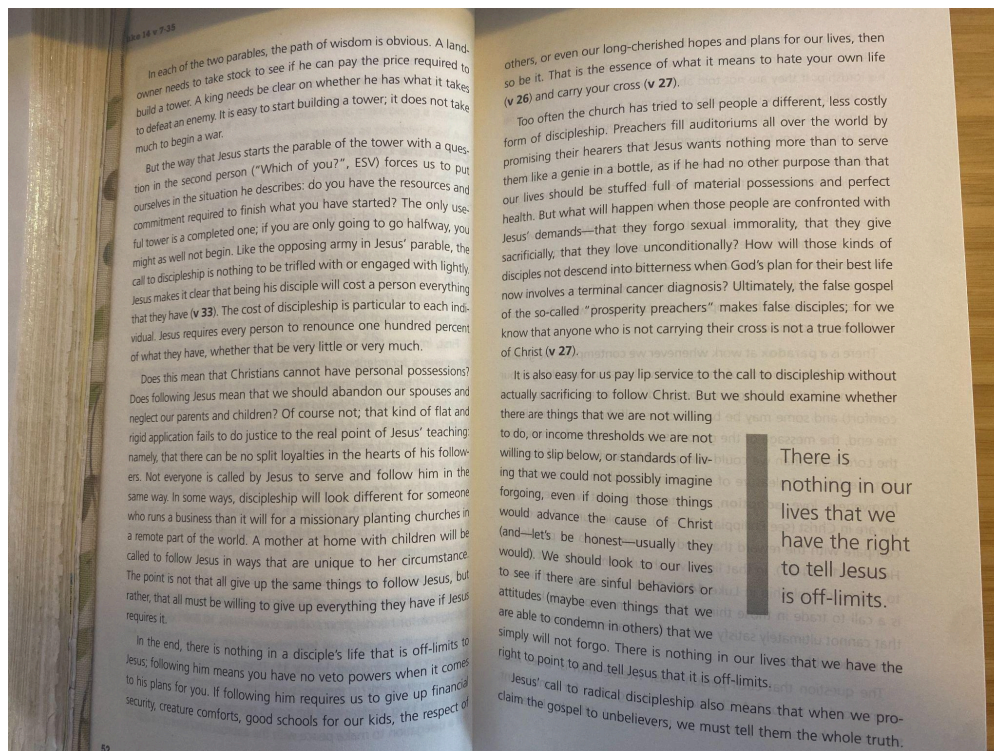 Luke 14 v 7-35
In each of the two parables, the path of wisdom is obvious. A land-
owner needs to take stock to see if he can pay the price required to
build a tower. A king needs be clear on whether he has what it takes
to defeat an enemy. It is easy to start building a tower; it does not take
much to begin a war.
But the way that Jesus starts the parable of the tower with a ques-
tion in the second person (“Which of you?”, ESV) forces us to put
ourselves in the situation he describes: do you have the resources and
commitment required to finish what you have started? The only use-
ful tower is a completed one; if you are only going to go halfway, you
might as well not begin. Like the opposing army in Jesus’ parable, the
call to discipleship is nothing to be trifled with or engaged with lightly.
Jesus makes it clear that being his disciple will cost a person everything
that they have (v 33). The cost of discipleship is particular to each indi-
vidual. Jesus requires every person to renounce one hundred percent
of what they have, whether that be very little or very much.
Does this mean that Christians cannot have personal possessions?
Does following Jesus mean that we should abandon our spouses and
neglect our parents and children? Of course not; that kind of flat and
rigid application fails to do justice to the real point of Jesus’ teaching:
namely, that there can be no split loyalties in the hearts of his follow-
ers. Not everyone is called by Jesus to serve and follow him in the
same way. In some ways, discipleship will look different for someone
who runs a business than it will for a missionary planting churches in
a remote part of the world. A mother at home with children will be
called to follow Jesus in ways that are unique to her circumstance.
The point is not that all give up the same things to follow Jesus, but
rather, that all must be willing to give up everything they have if Jesus
requires it.
In the end, there is nothing in a disciple’s life that is off-limits to
Jesus; following him means you have no veto powers when it comes
to his plans for you. If following him requires us to give up financial
security, creature comforts, good schools for our kids, the respect of
52
others, or even our long-cherished hopes and plans for our lives, then
so be it. That is the essence of what it means to hate your own life
(v 26) and carry your cross (v 27).
Too often the church has tried to sell people a different, less costly
form of discipleship. Preachers fill auditoriums all over the world by
promising their hearers that Jesus wants nothing more than to serve
them like a genie in a bottle, as if he had no other purpose than that
our lives should be stuffed full of material possessions and perfect
health. But what will happen when those people are confronted with
Jesus’ demands—that they forgo sexual immorality, that they give
sacrificially, that they love unconditionally? How will those kinds of
disciples not descend into bitterness when God’s plan for their best life
now involves a terminal cancer diagnosis? Ultimately, the false gospel
of the so-called “prosperity preachers” makes false disciples; for we
know that anyone who is not carrying their cross is not a true follower
of Christ (v 27).
It is also easy for us pay lip service to the call to discipleship without
actually sacrificing to follow Christ. But we should examine whether
there are things that we are not willing
to do, or income thresholds we are not
willing to slip below, or standards of liv-
ing that we could not possibly imagine
forgoing, even if doing those things
would advance the cause of Christ
(and—let’s be honest—usually they
would). We should look to our lives
to see if there are sinful behaviors or
attitudes (maybe even things that we
are able to condemn in others) that we
simply will not forgo. There is nothing in our lives that we have the
right to point to and tell Jesus that it is off-limits.
Jesus’ call to radical discipleship also means that when we pro-
claim the gospel to unbelievers, we must tell them the whole truth.
There is
nothing in our
lives that we
have the right
to tell Jesus
is off-limits.